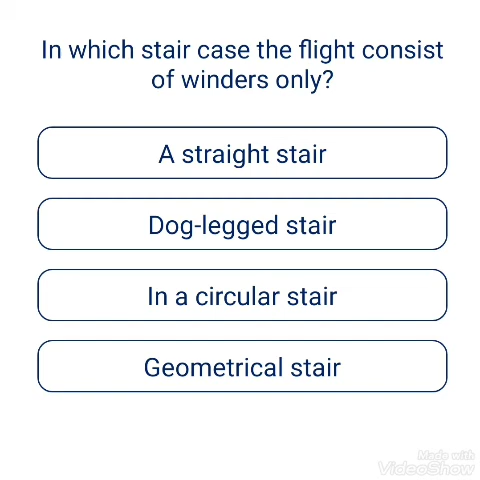 In which stair case the flight consist
of winders only?
A straight stair
Dog-legged stair
In a circular stair
Geometrical stair
Made with
VideoShow